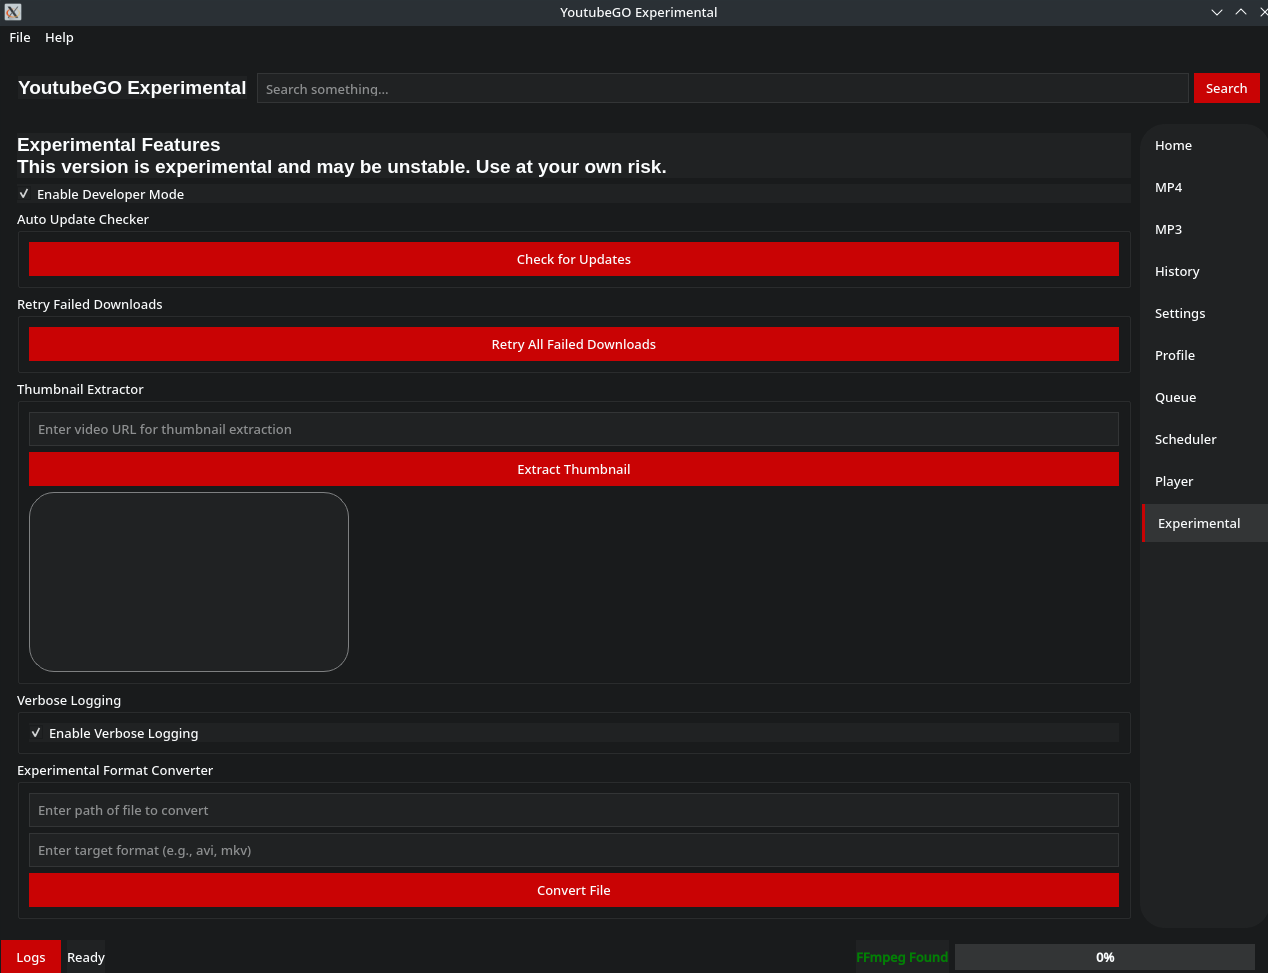 YoutubeGO Experimental
File Help
YoutubeGO Experimental
Search something...
Search
Experimental Features
This version is experimental and may be unstable. Use at your own risk.
Enable Developer Mode
Auto Update Checker
Check for Updates
Retry Failed Downloads
Retry All Failed Downloads
Thumbnail Extractor
Enter video URL for thumbnail extraction
Extract Thumbnail
Verbose Logging
Enable Verbose Logging
Experimental Format Converter
Enter path of file to convert
Enter target format (e.g., avi, mkv)
Convert File
Home
MP4
MP3
History
Settings
Profile
Queue
Scheduler
Player
Experimental
Logs
Ready
FFmpeg Found
0%